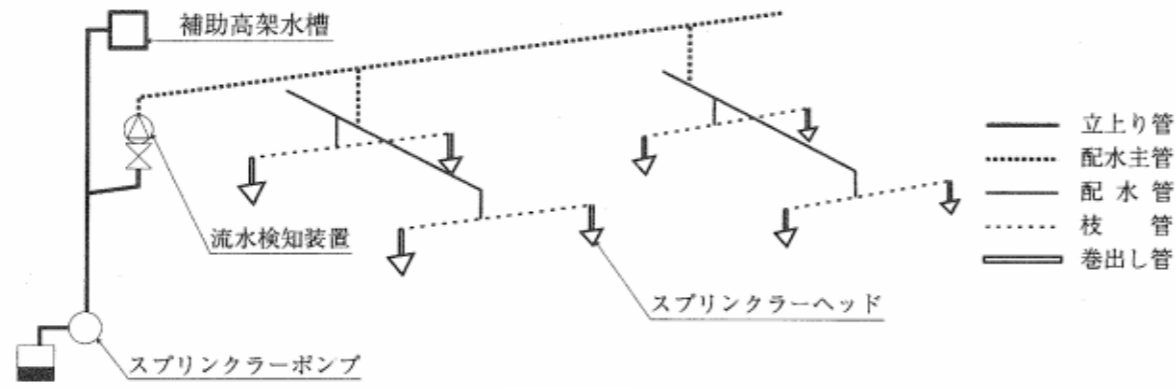 補助高架水槽
立上り管
配水主管
配水管
枝管
巻出し管
流水検知装置
スプリンクラーヘッド
スプリンクラーポンプ